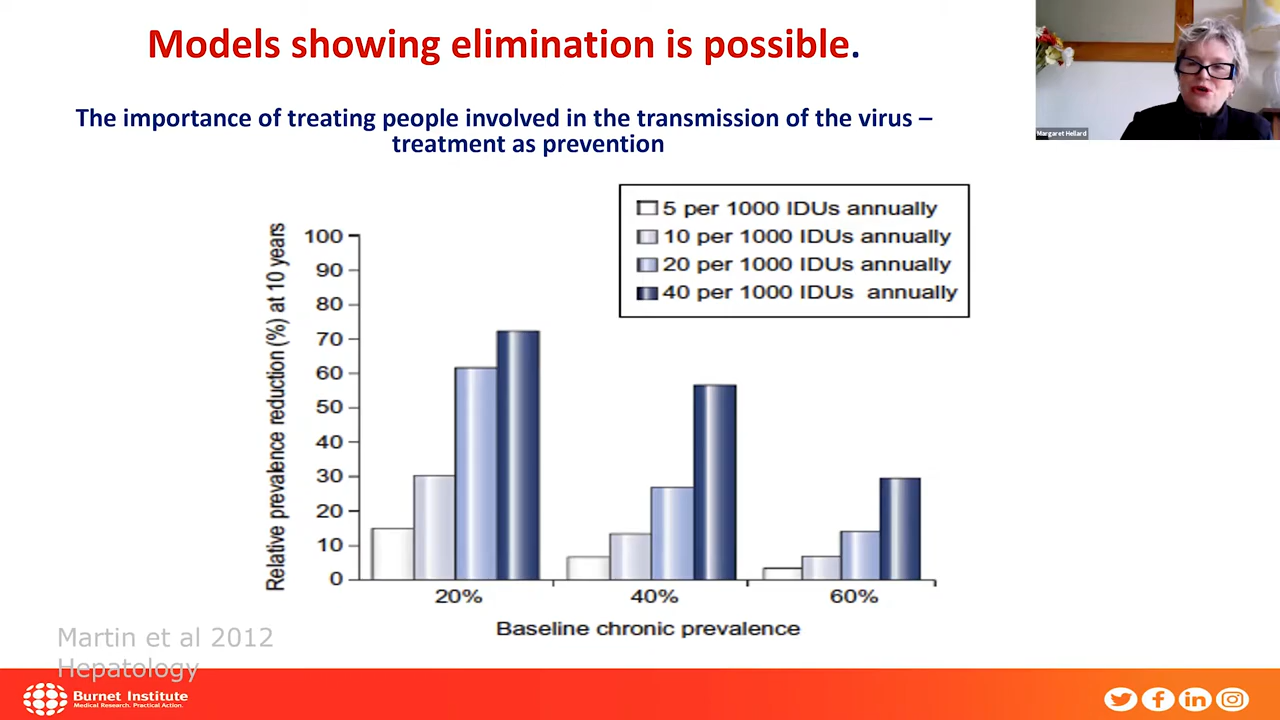 Models showing elimination is possible.
The importance of treating people involved in the transmission of the virus –
treatment as prevention
Margaret Hellard
5 per 1000 IDUs annually
10 per 1000 IDUs annually
20 per 1000 IDUs annually
40 per 1000 IDUs annually
Relative prevalence reduction (%) at 10 years
100
90
80
70
60
50
40
30
20
10
0
20% 40% 60%
Baseline chronic prevalence
Martin et al 2012
Hepatology
Burnet Institute
Medical Research. Practical Action.